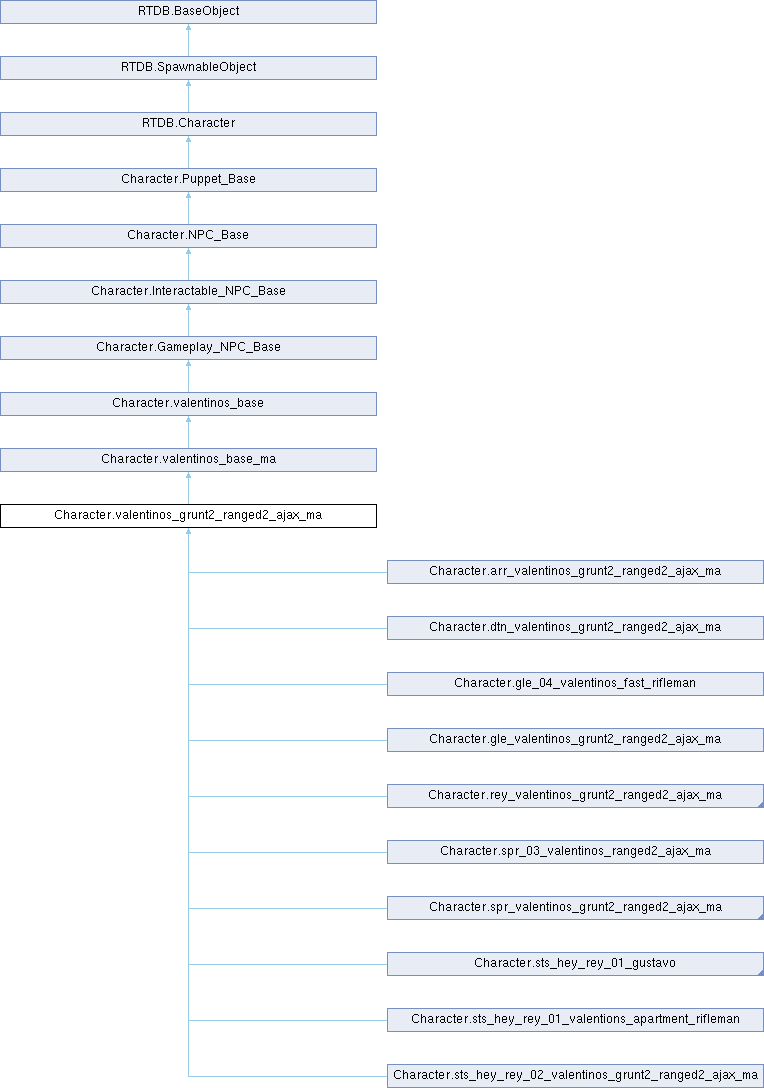 RTDB.BaseObject
RTDB.SpawnableObject
RTDB.Character
Character.Puppet_Base
Character.NPC_Base
Character.Interactable_NPC_Base
Character.Gameplay_NPC_Base
Character.valentinos_base
Character.valentinos_base_ma
Character.valentinos_grunt2_ranged2_ajax_ma
Character.arr_valentinos_grunt2_ranged2_ajax_ma
Character.dtn_valentinos_grunt2_ranged2_ajax_ma
Character.gle_04_valentinos_fast_rifleman
Character.gle_valentinos_grunt2_ranged2_ajax_ma
Character.rey_valentinos_grunt2_ranged2_ajax_ma
Character.spr_03_valentinos_ranged2_ajax_ma
Character.spr_valentinos_grunt2_ranged2_ajax_ma
Character.sts_hey_rey_01_gustavo
Character.sts_hey_rey_01_valentions_apartment_rifleman
Character.sts_hey_rey_02_valentinos_grunt2_ranged2_ajax_ma